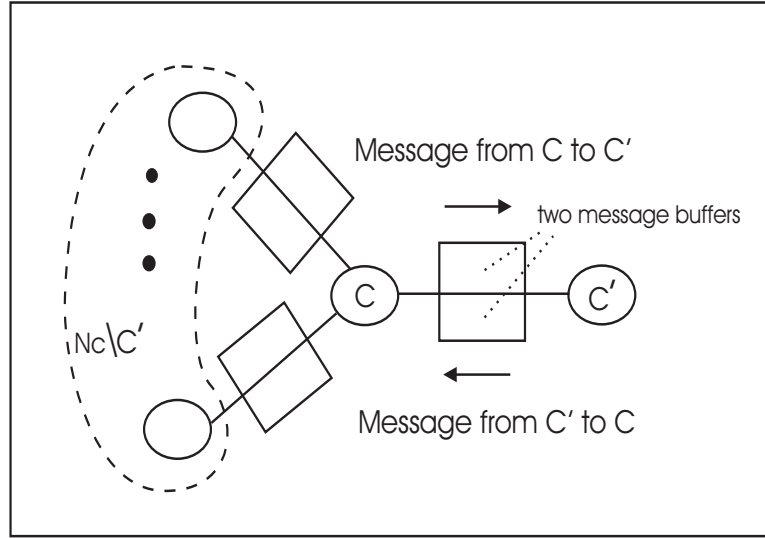 Message from C to C'
two message buffers
C
C'
Nc\C'
Message from C' to C